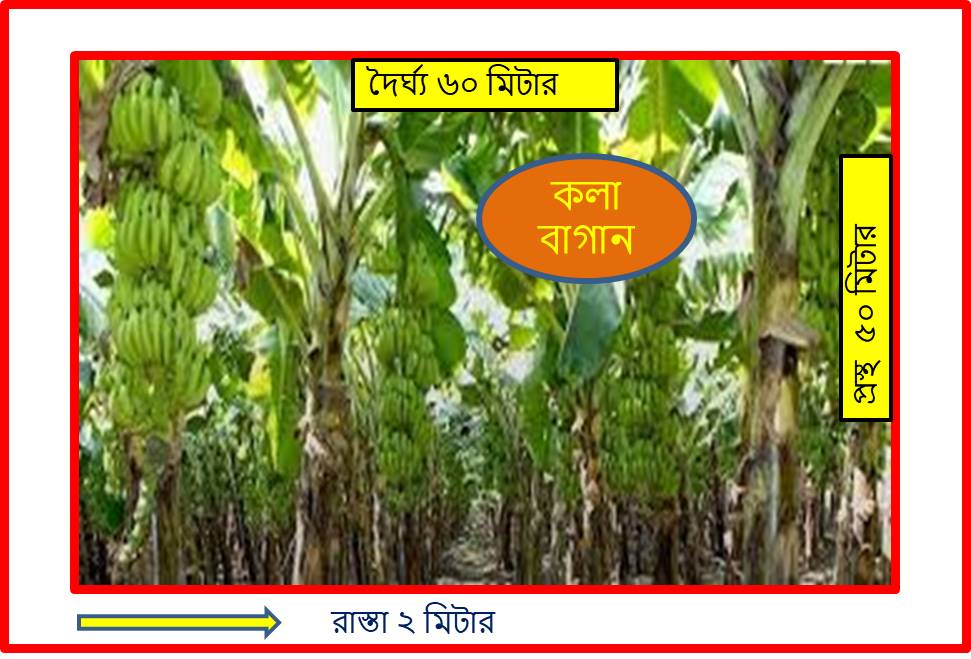 দৈর্ঘ্য ৬০ মিটার
কলা
বাগান
প্রস্থ ৫০ মিটার
রাস্তা ২ মিটার